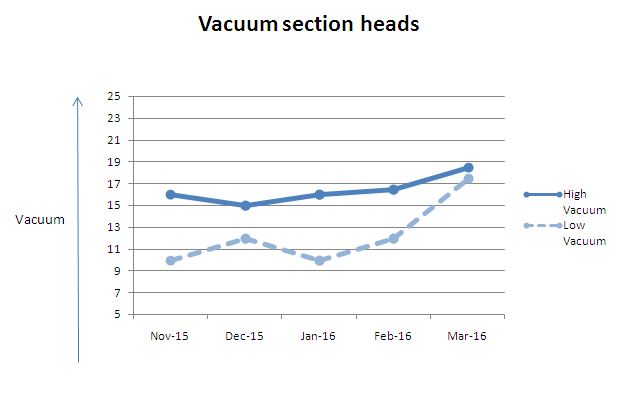 Vacuum section heads
25
23
21
19
17
15
13
11
9
7
5
Vacuum
Nov-15 Dec-15 Jan-16 Feb-16 Mar-16
High
Vacuum
Low
Vacuum